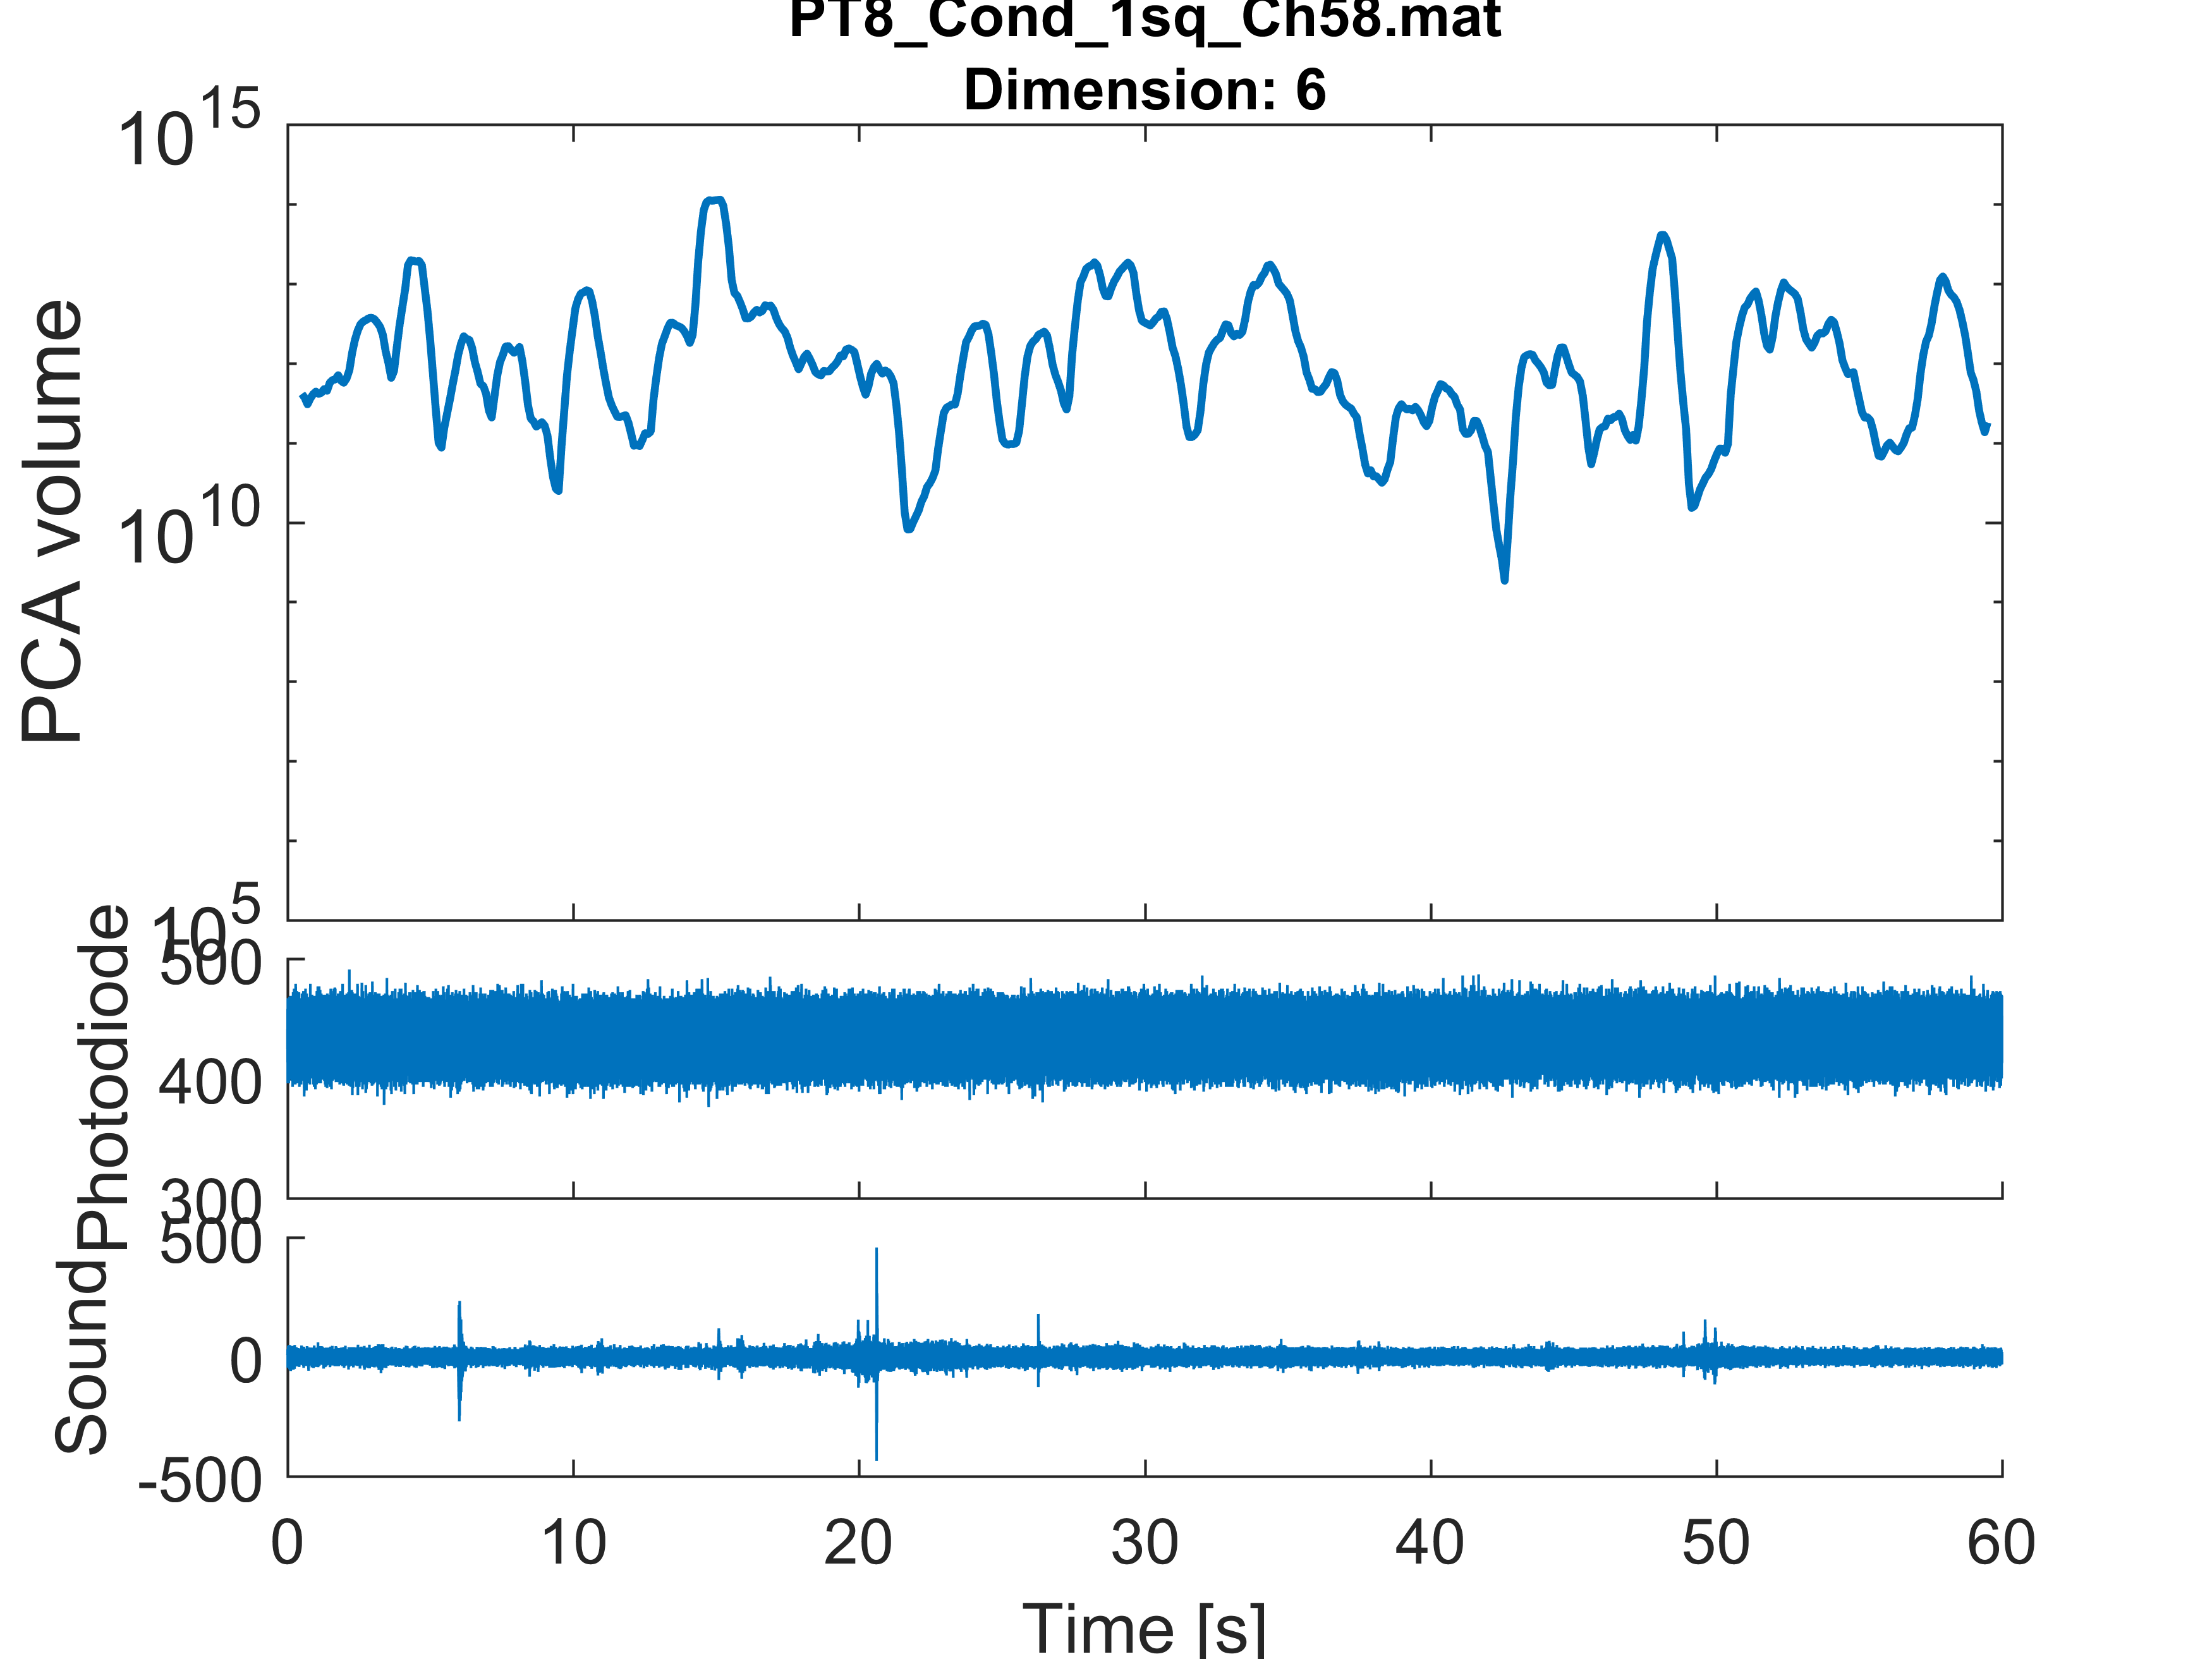 PT8_Cond_1sq_Ch58.mat
Dimension: 6
PCA volume
10^15
10^10
10^5
Photodiode
500
400
300
Sound
500
0
-500
0 10 20 30 40 50 60
Time [s]